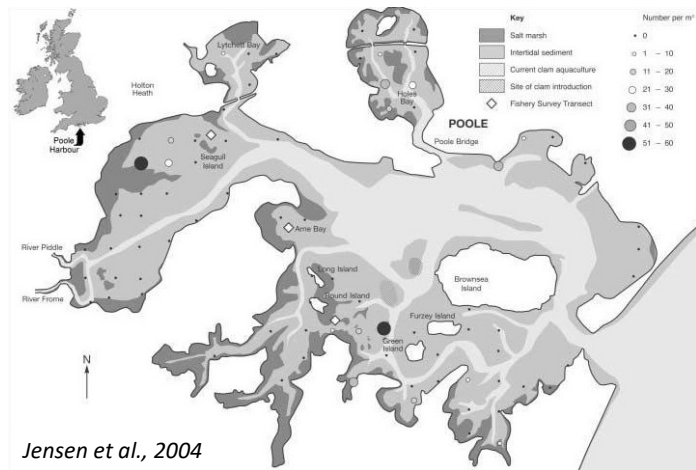 Key
Salt marsh
Intertidal sediment
Current clam aquaculture
Site of clam introduction
Fishery Survey Transect
Number per m²
0
1 – 10
11 – 20
21 – 30
31 – 40
41 – 50
51 – 60
Lytchett Bay
Holton
Heath
Holes
Bay
POOLE
Poole Bridge
Poole
Harbour
Seagull
Island
Arne Bay
River Piddle
River Frome
Long Island
Round Island
Brownsea
Island
Furzey Island
Green
Island
N
Jensen et al., 2004